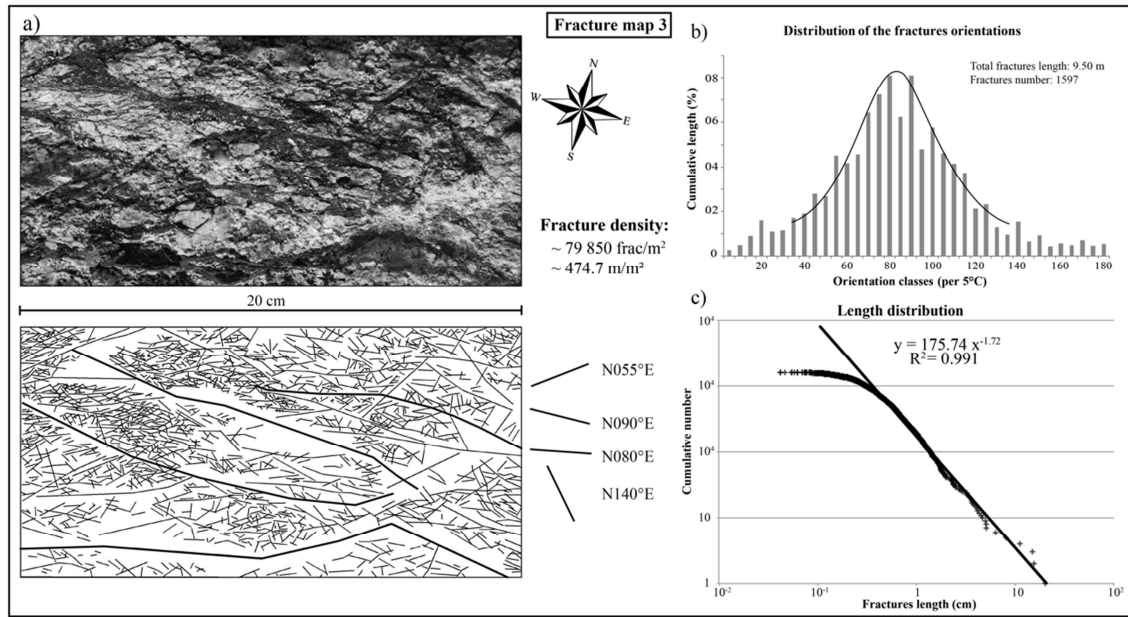 a)
Fracture map 3
N
W
E
S
Fracture density:
~ 79 850 frac/m²
~ 474.7 m/m²
20 cm
N055°E
N090°E
N080°E
N140°E
b)
Distribution of the fractures orientations
Total fractures length: 9.50 m
Fractures number: 1597
Cumulative length (%)
08
04
02
0
20 40 60 80 100 120 140 160 180
Orientation classes (per 5°C)
c)
Length distribution
y = 175.74 x-1.72
R²= 0.991
Cumulative number
10⁴
10⁴
10⁴
10
1
10-2 10-1 1 10 10²
Fractures length (cm)